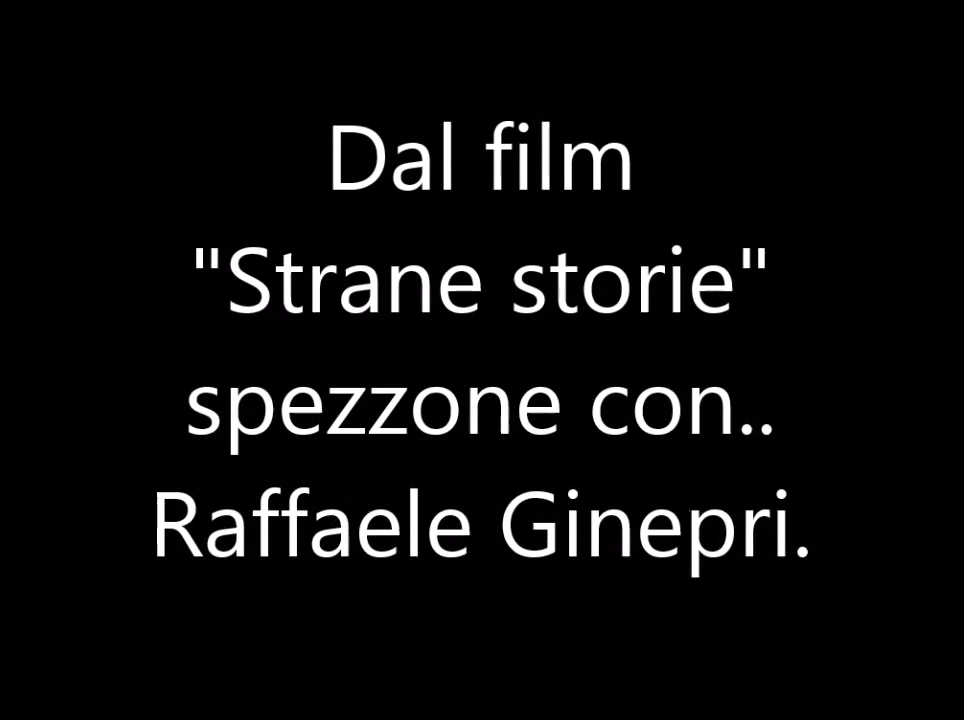 Dal film
"Strane storie"
spezzone con..
Raffaele Ginepri.